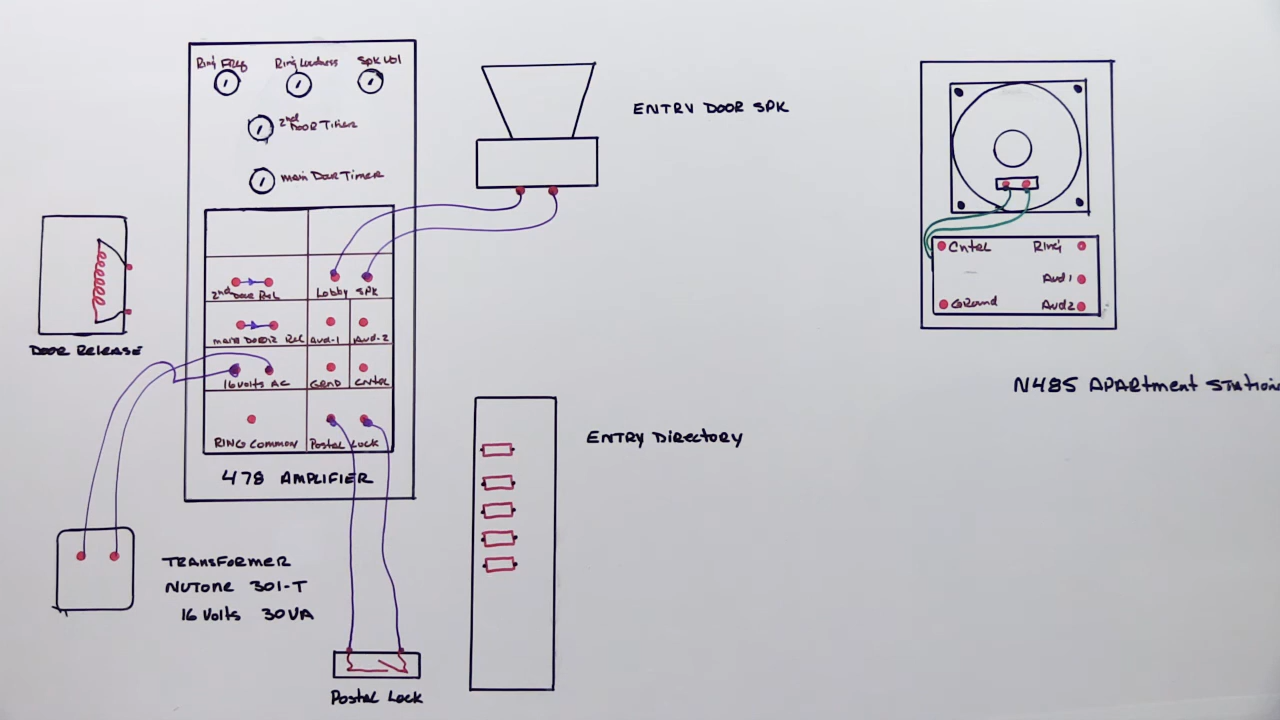 Ring Freq
Ring Loudness
Spk Vol
2nd Door Timer
Main Door Timer
2nd Door Rel
Lobby Spk
Main Door Rel
Aud-1
Aud-2
16 Volts AC
Grnd
Cntrl
Ring Common
Postal Lock
478 Amplifier
Entry Door Spk
Door Release
Transformer
Nutone 301-T
16 Volts 30VA
Postal Lock
Entry Directory
Cntrl
Ring
Aud 1
Ground
Aud 2
N485 Apartment Station